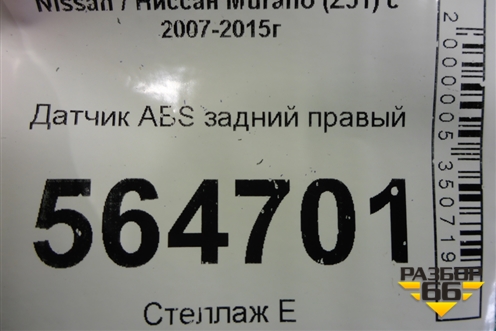 Nissan / Ниссан Murano (Z51) с
2007-2015г
Датчик ABS задний правый
564701
Стеллаж Е
2000005350719
РАЗБОР
66